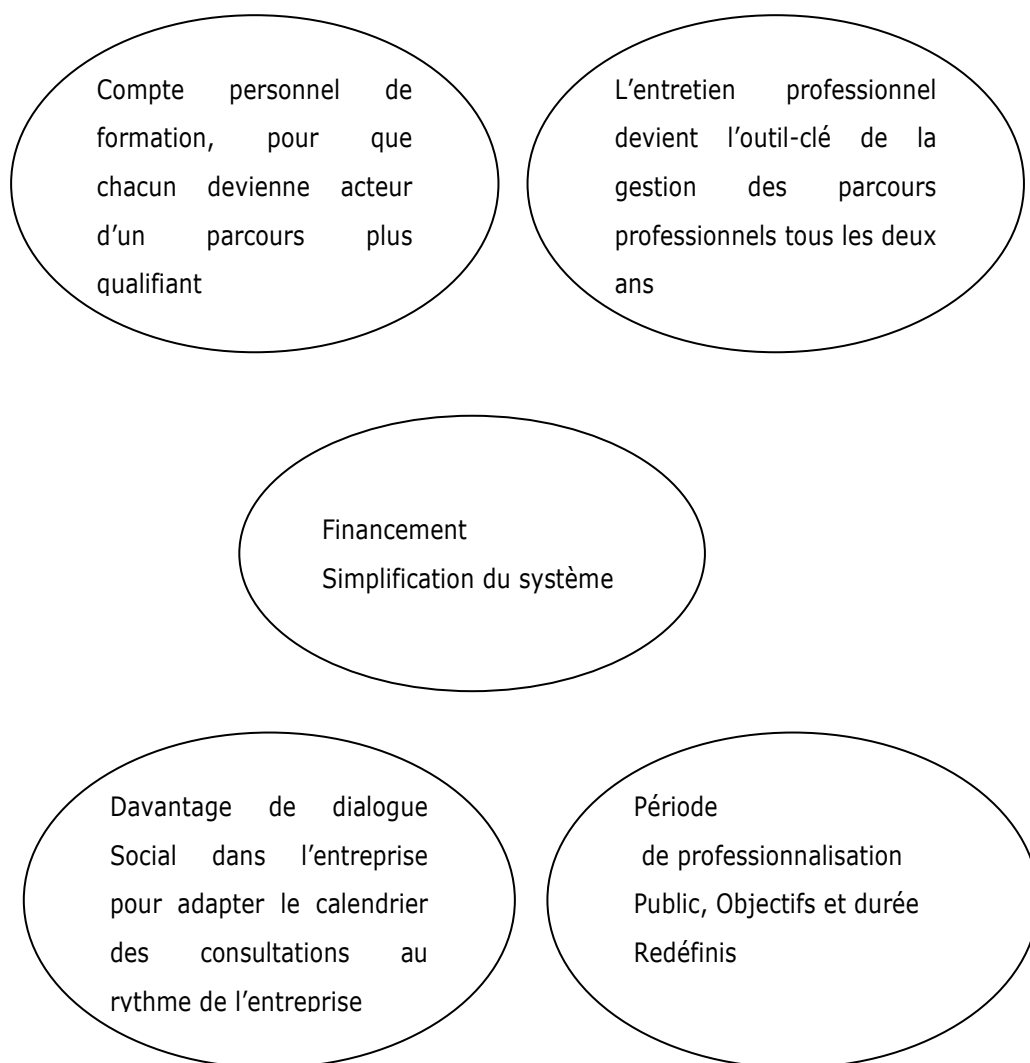 Compte personnel de
formation, pour que
chacun devienne acteur
d'un parcours plus
qualifiant
L'entretien professionnel
devient l'outil-clé de la
gestion des parcours
professionnels tous les deux
ans
Financement
Simplification du système
Davantage de dialogue
Social dans l'entreprise
pour adapter le calendrier
des consultations au
rythme de l'entreprise
Période
de professionnalisation
Public, Objectifs et durée
Redéfinis